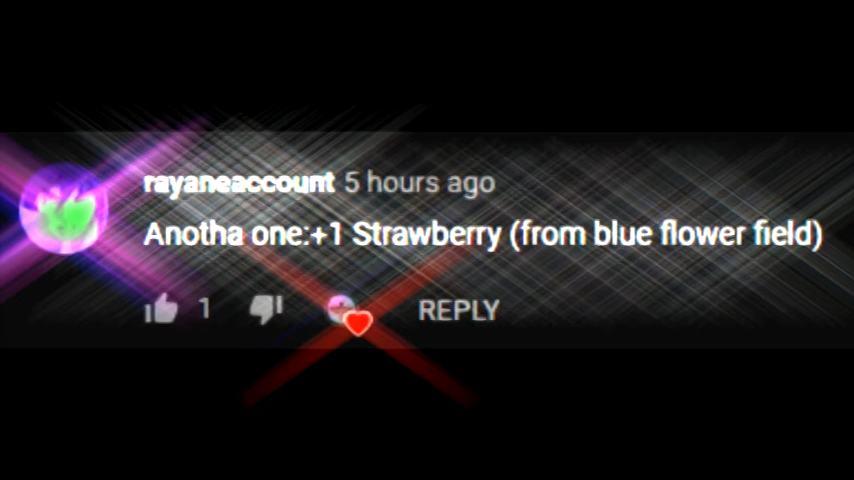 rayaneaccount 5 hours ago
Anotha one:+1 Strawberry (from blue flower field)
1 REPLY